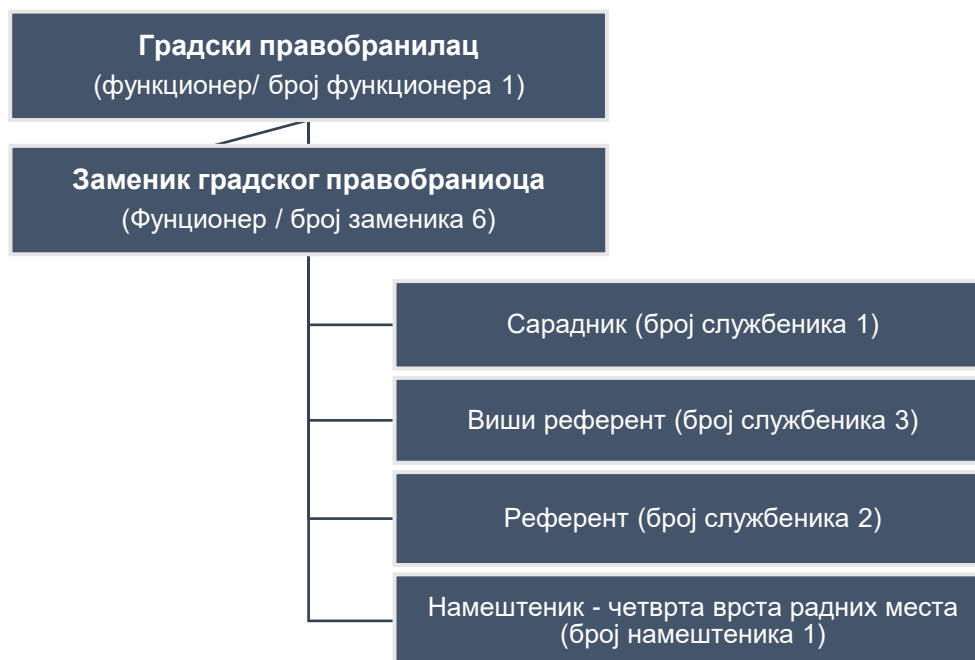 Градски правобранилац
(функционер/ број функционера 1)
Заменик градског правобраниоца
(Фунционер / број заменика 6)
Сарадник (број службеника 1)
Виши референт (број службеника 3)
Референт (број службеника 2)
Намештеник - четврта врста радних места
(број намештеника 1)